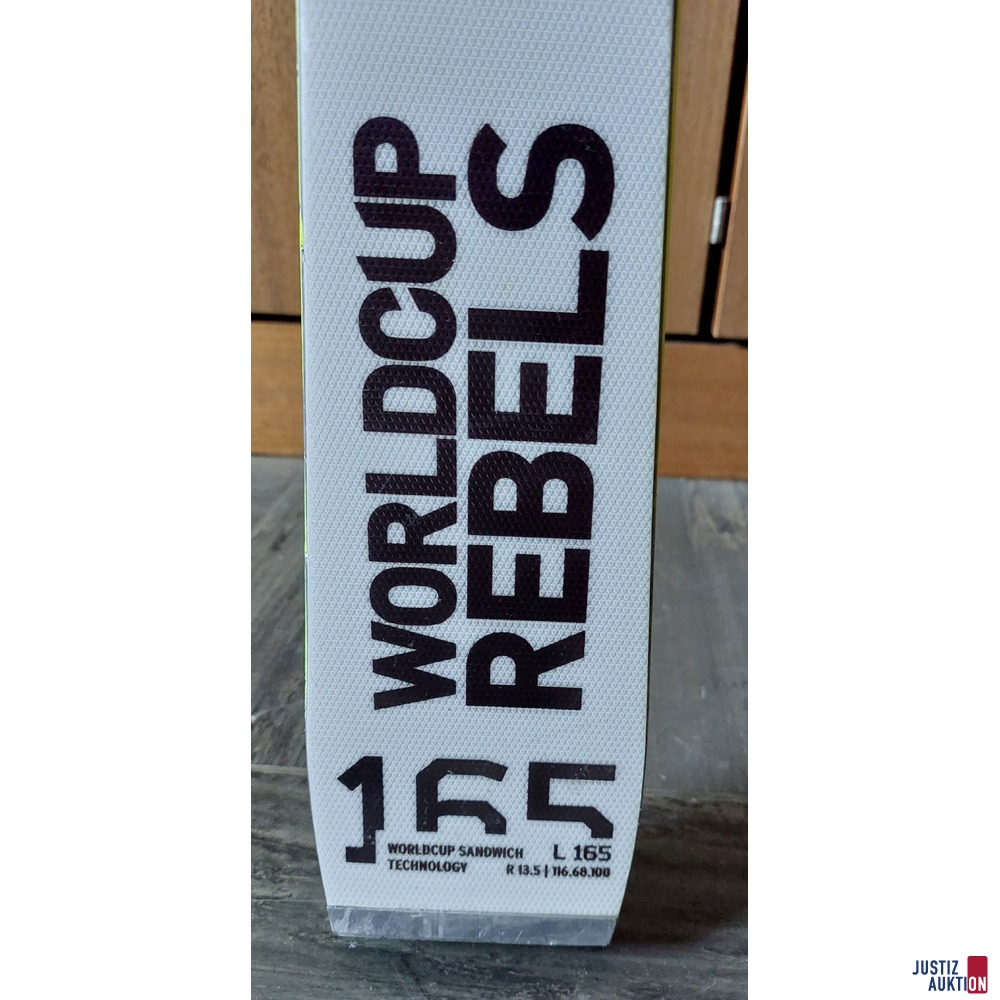 WORLDCUP
REBELS
165
WORLDCUP SANDWICH
TECHNOLOGY
L 165
R 13.5 | 116.68.100
JUSTIZ
AUKTION